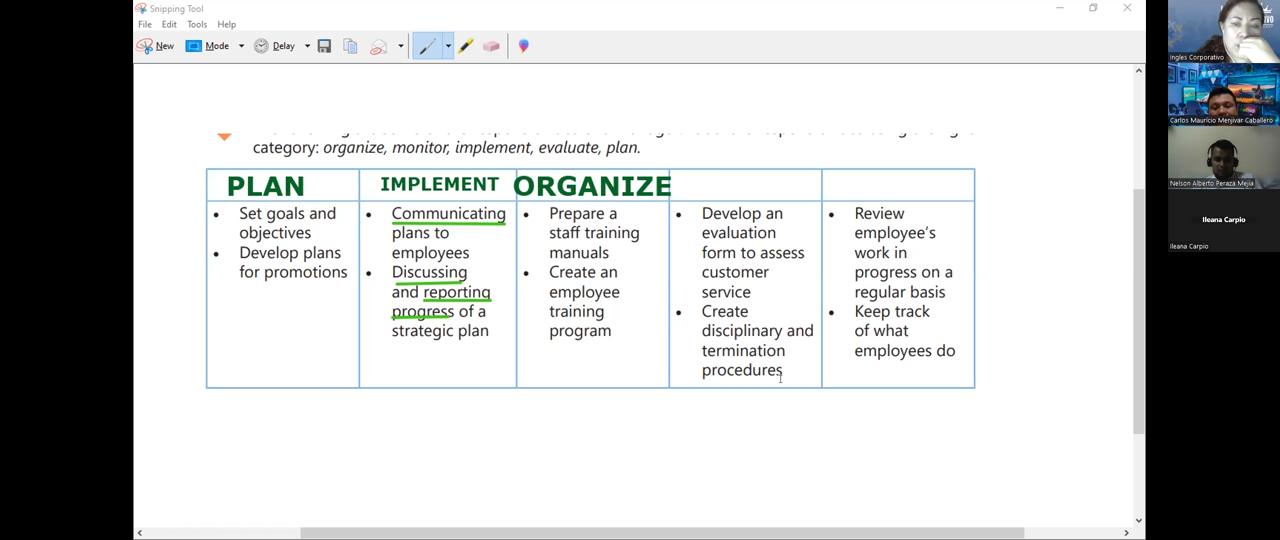 Snipping Tool
File Edit Tools Help
New Mode Delay
category: organize, monitor, implement, evaluate, plan.
PLAN IMPLEMENT ORGANIZE
• Set goals and
objectives
• Develop plans
for promotions
• Communicating
plans to
employees
• Discussing
and reporting
progress of a
strategic plan
• Prepare a
staff training
manuals
• Create an
employee
training
program
• Develop an
evaluation
form to assess
customer
service
• Create
disciplinary and
termination
procedures
• Review
employee's
work in
progress on a
regular basis
• Keep track
of what
employees do
Ingles Corporativo
Carlos Mauricio Menjivar Caballero
Nelson Alberto Peraza Mejia
Ileana Carpio
Ileana Carpio